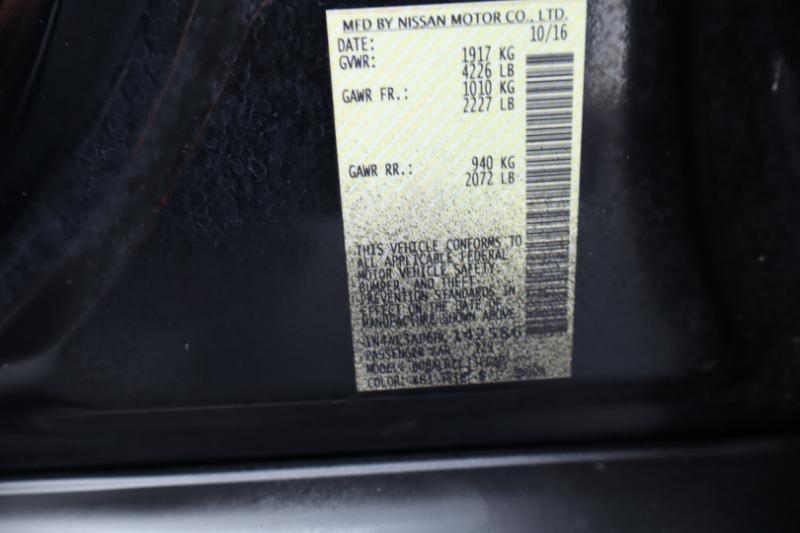 MFD BY NISSAN MOTOR CO., LTD.
DATE: 10/16
GVWR: 1917 KG
4226 LB
GAWR FR.: 1010 KG
2227 LB
GAWR RR.: 940 KG
2072 LB
THIS VEHICLE CONFORMS TO
ALL APPLICABLE FEDERAL
MOTOR VEHICLE SAFETY,
BUMPER, AND THEFT
PREVENTION STANDARDS IN
EFFECT ON THE DATE OF
MANUFACTURE SHOWN ABOVE
PASSENGER CAR
MODEL:
COLOR: